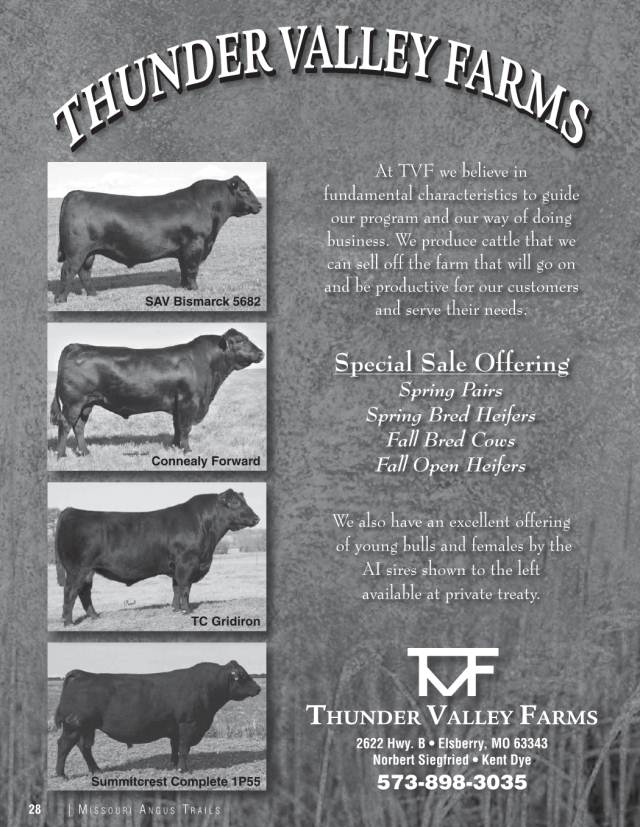 THUNDER VALLEY FARMS
SAV Bismarck 5682
Connealy Forward
TC Gridiron
Summitcrest Complete 1P55
At TVF we believe in
fundamental characteristics to guide
our program and our way of doing
business. We produce cattle that we
can sell off the farm that will go on
and be productive for our customers
and serve their needs.
Special Sale Offering
Spring Pairs
Spring Bred Heifers
Fall Bred Cows
Fall Open Heifers
We also have an excellent offering
of young bulls and females by the
AI sires shown to the left
available at private treaty.
TVF
THUNDER VALLEY FARMS
2622 Hwy. B • Elsberry, MO 63343
Norbert Siegfried • Kent Dye
573-898-3035
28 | MISSOURI ANGUS TRAILS